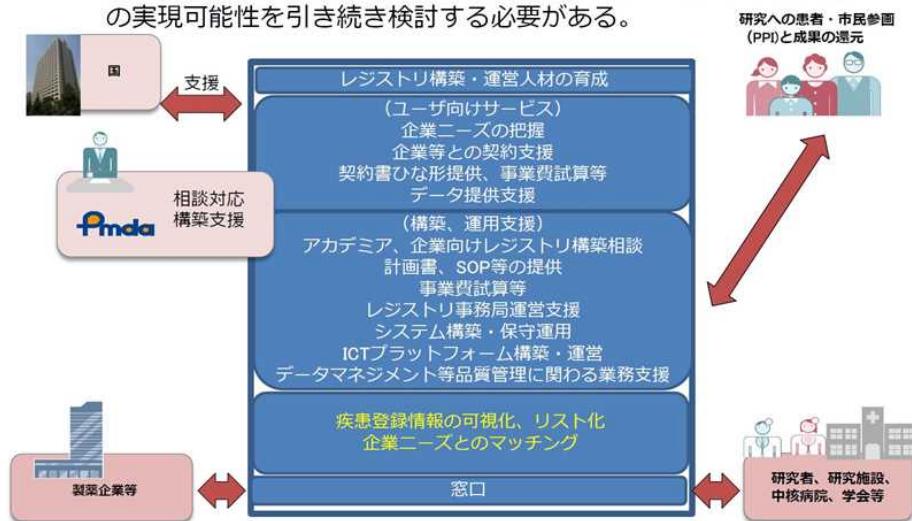 の実現可能性を引き続き検討する必要がある。
研究への患者・市民参画
(PPI)と成果の還元
国
支援
レジストリ構築・運営人材の育成
(ユーザ向けサービス)
企業ニーズの把握
企業等との契約支援
契約書ひな形提供、事業費試算等
データ提供支援
Pmda
相談対応
構築支援
(構築、運用支援)
アカデミア、企業向けレジストリ構築相談
計画書、SOP等の提供
事業費試算等
レジストリ事務局運営支援
システム構築・保守運用
ICTプラットフォーム構築・運営
データマネジメント等品質管理に関わる業務支援
疾患登録情報の可視化、リスト化
企業ニーズとのマッチング
製薬企業等
窓口
研究者、研究施設、
中核病院、学会等